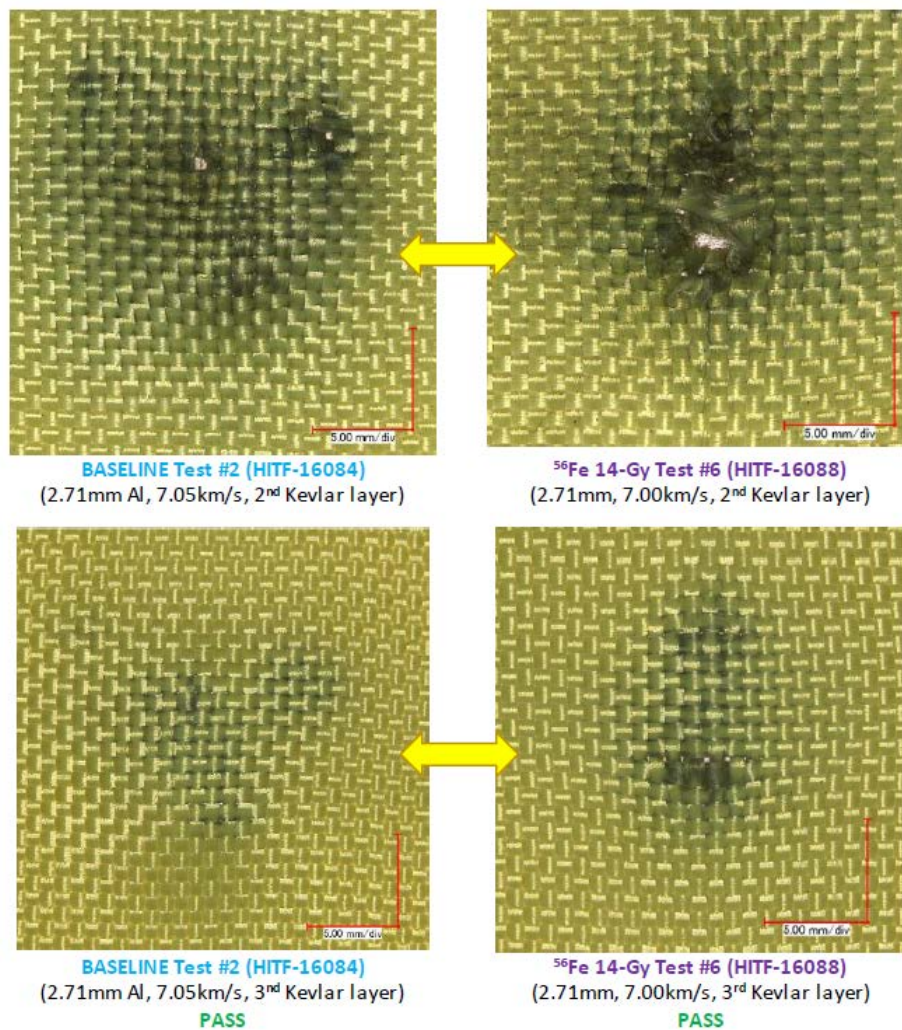 5.00 mm/div
5.00 mm/div
BASELINE Test #2 (HITF-16084)
(2.71mm Al, 7.05km/s, 2nd Kevlar layer)
56Fe 14-Gy Test #6 (HITF-16088)
(2.71mm, 7.00km/s, 2nd Kevlar layer)
5.00 mm/div
5.00 mm/div
BASELINE Test #2 (HITF-16084)
(2.71mm Al, 7.05km/s, 3nd Kevlar layer)
PASS
56Fe 14-Gy Test #6 (HITF-16088)
(2.71mm, 7.00km/s, 3rd Kevlar layer)
PASS